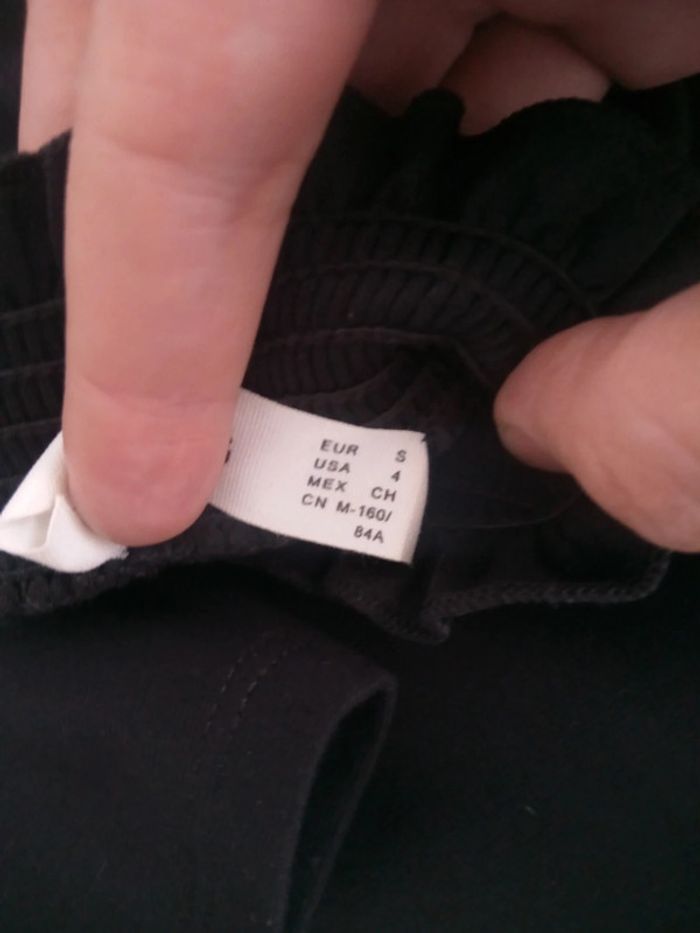 EUR S
USA 4
MEX CH
CN M-160/
84A